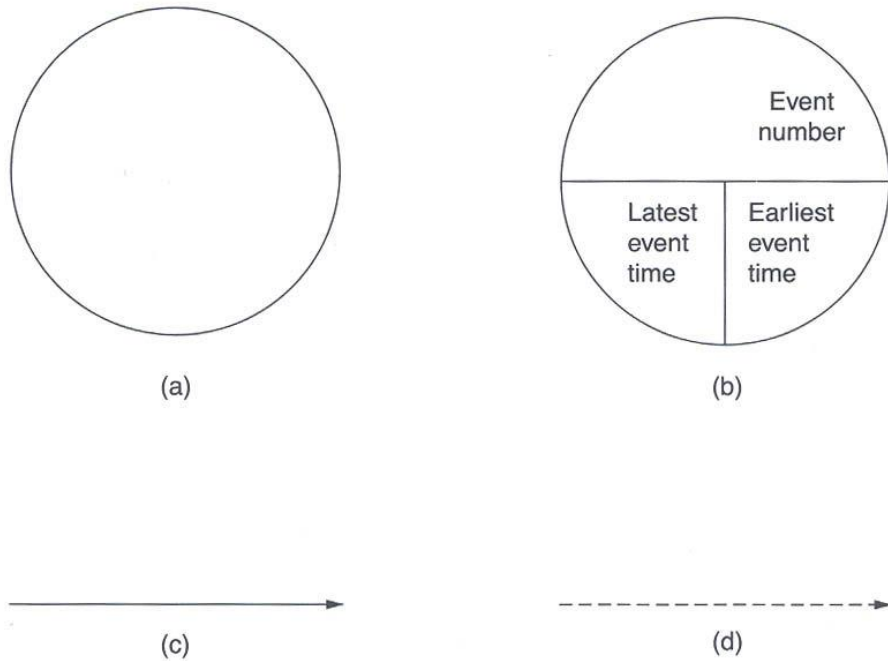 Event
number
Latest
event
time
Earliest
event
time
(a)
(b)
(c)
(d)